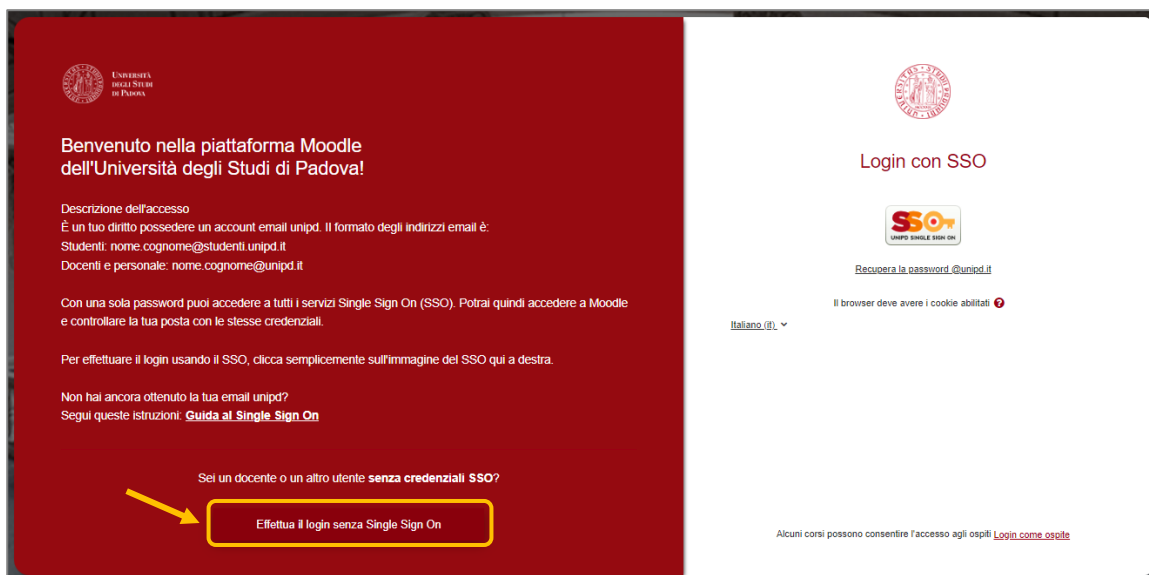 UNIVERSITÀ
DEGLI STUDI
DI PADOVA
Benvenuto nella piattaforma Moodle
dell'Università degli Studi di Padova!
Descrizione dell'accesso
È un tuo diritto possedere un account email unipd. Il formato degli indirizzi email è:
Studenti: nome.cognome@studenti.unipd.it
Docenti e personale: nome.cognome@unipd.it
Con una sola password puoi accedere a tutti i servizi Single Sign On (SSO). Potrai quindi accedere a Moodle
e controllare la tua posta con le stesse credenziali.
Per effettuare il login usando il SSO, clicca semplicemente sull'immagine del SSO qui a destra.
Non hai ancora ottenuto la tua email unipd?
Segui queste istruzioni: Guida al Single Sign On
Sei un docente o un altro utente senza credenziali SSO?
Effettua il login senza Single Sign On
Login con SSO
SSO
UNIPD SINGLE SIGN ON
Recupera la password @unipd.it
Il browser deve avere i cookie abilitati
Italiano (it)
Alcuni corsi possono consentire l'accesso agli ospiti Login come ospite